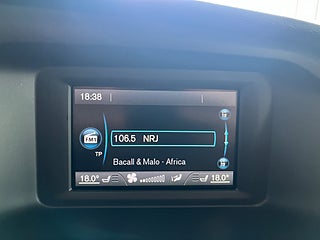 18:38
FM1
106.5 NRJ
TP
Bacall & Malo - Africa
18.0° 18.0°